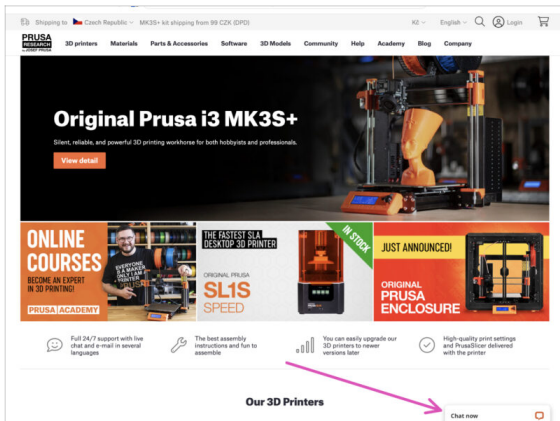 Shipping to Czech Republic MK3S+ kit shipping from 99 CZK (DPD) Kč English Login
PRUSA
RESEARCH
by JOSEF PRUSA
3D printers Materials Parts & Accessories Software 3D Models Community Help Academy Blog Company
Original Prusa i3 MK3S+
Silent, reliable, and powerful 3D printing workhorse for both hobbyists and professionals.
View detail
ONLINE
COURSES
BECOME AN EXPERT
IN 3D PRINTING!
PRUSA ACADEMY
EVERYONE
IS A MAKER
THE FASTEST SLA
DESKTOP 3D PRINTER
IN STOCK
ORIGINAL PRUSA
SL1S
SPEED
JUST ANNOUNCED!
ORIGINAL
PRUSA
ENCLOSURE
Full 24/7 support with live
chat and e-mail in several
languages
The best assembly
instructions and fun to
assemble
You can easily upgrade our
3D printers to newer
versions later
High-quality print settings
and PrusaSlicer delivered
with the printer
Our 3D Printers
Chat now